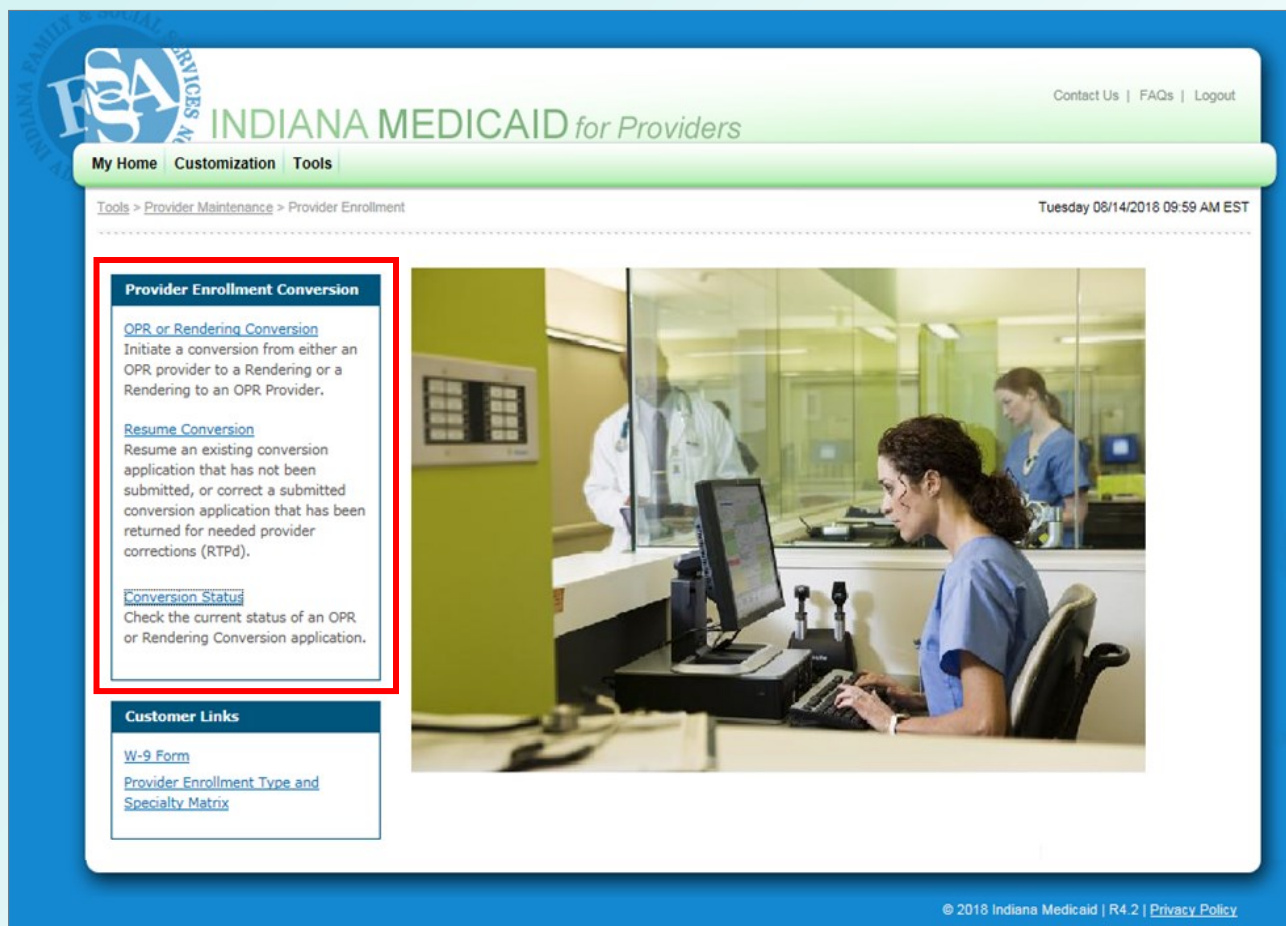 INDIANA FAMILY & SOCIAL SERVICES
FSSA
Contact Us | FAQs | Logout
INDIANA MEDICAID for Providers
My Home Customization Tools
Tools > Provider Maintenance > Provider Enrollment
Tuesday 08/14/2018 09:59 AM EST
Provider Enrollment Conversion
OPR or Rendering Conversion
Initiate a conversion from either an
OPR provider to a Rendering or a
Rendering to an OPR Provider.
Resume Conversion
Resume an existing conversion
application that has not been
submitted, or correct a submitted
conversion application that has been
returned for needed provider
corrections (RTPd).
Conversion Status
Check the current status of an OPR
or Rendering Conversion application.
Customer Links
W-9 Form
Provider Enrollment Type and
Specialty Matrix
© 2018 Indiana Medicaid | R4.2 | Privacy Policy